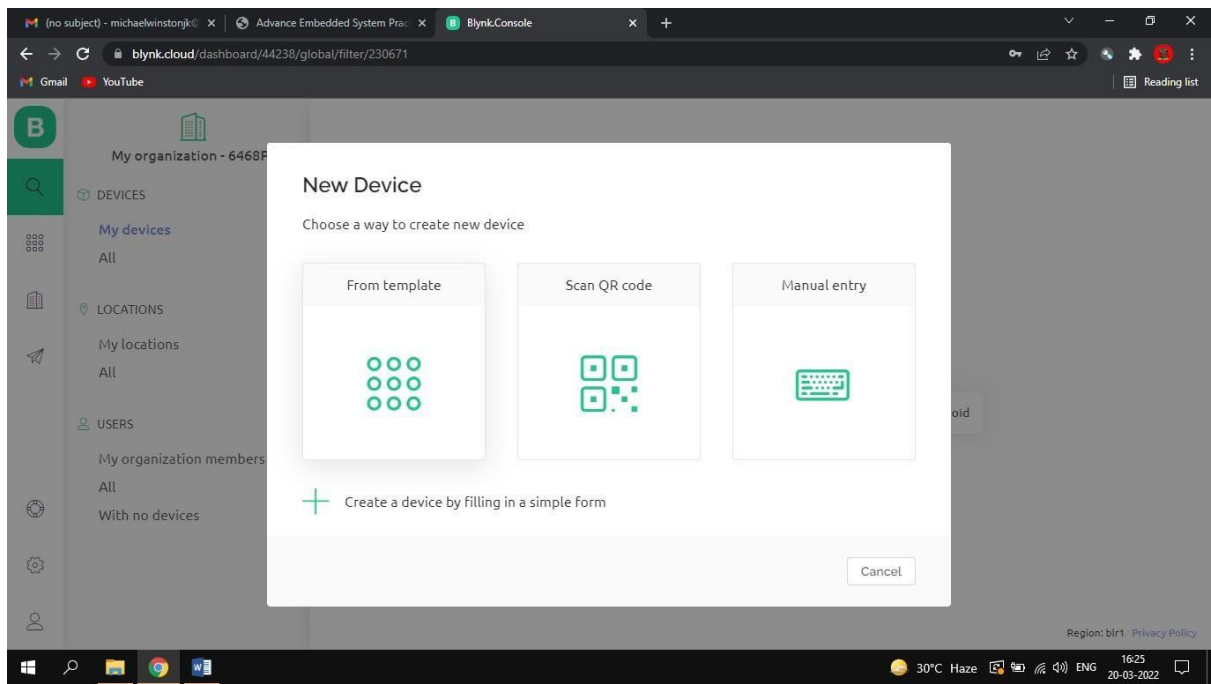 (no subject) - michaelwinstonjk@
Advance Embedded System Prac
Blynk.Console
blynk.cloud/dashboard/44238/global/filter/230671
Gmail
YouTube
Reading list
B
My organization - 6468
DEVICES
My devices
All
LOCATIONS
My locations
All
USERS
My organization members
All
With no devices
New Device
Choose a way to create new device
From template
Scan QR code
Manual entry
Create a device by filling in a simple form
Cancel
oid
Region: blr1 Privacy Policy
30°C Haze
ENG
16:25
20-03-2022